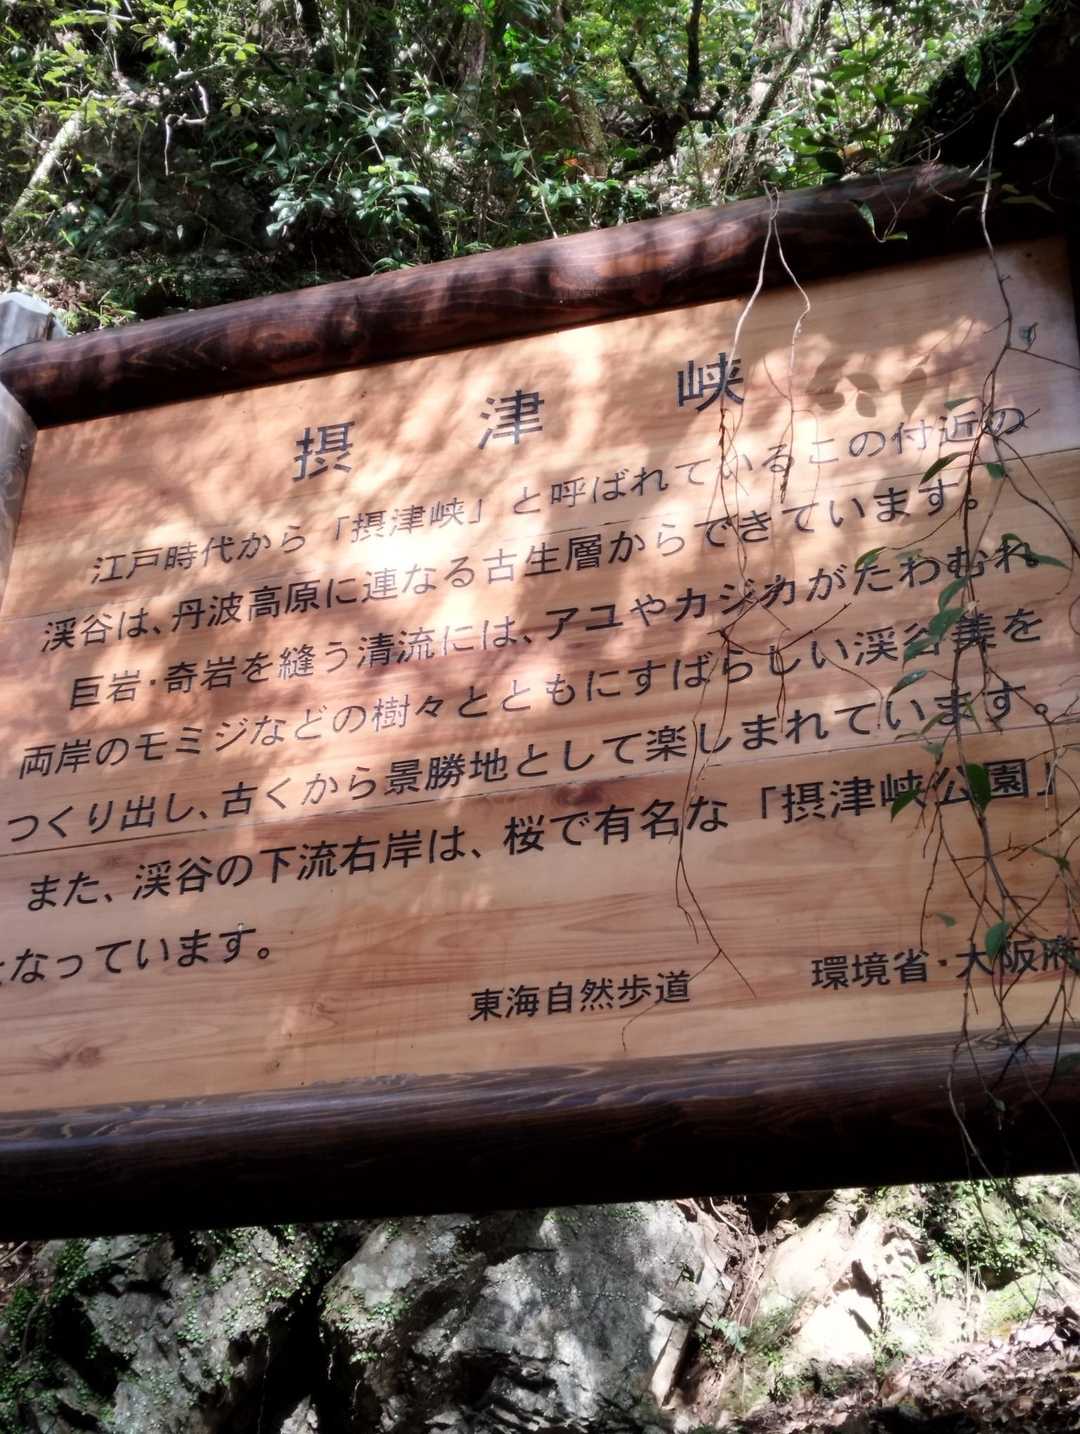 摂津峡
江戸時代から「摂津峡」と呼ばれているこの付近の
渓谷は、丹波高原に連なる古生層からできています。
巨岩・奇岩を縫う清流には、アユやカジカがたわむれ
両岸のモミジなどの樹々とともにすばらしい渓谷美を
つくり出し、古くから景勝地として楽しまれています。
また、渓谷の下流右岸は、桜で有名な「摂津峡公園」
となっています。
東海自然歩道 環境省・大阪府